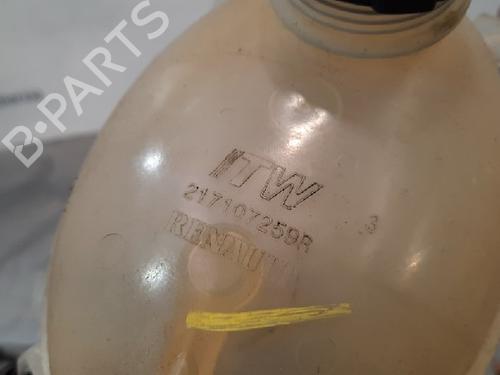 B-PARTS
ITW
217107259R
3
RENAULT